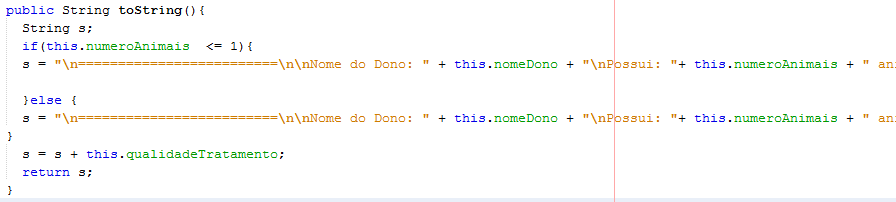 public String toString(){
String s;
if(this.numeroAnimais  <= 1){
s = "\n=========================\n\nNome do Dono: " + this.nomeDono + "\nPossui: "+ this.numeroAnimais + " an
}else {
s = "\n=========================\n\nNome do Dono: " + this.nomeDono + "\nPossui: "+ this.numeroAnimais + " an
}
s = s + this.qualidadeTratamento;
return s;
}